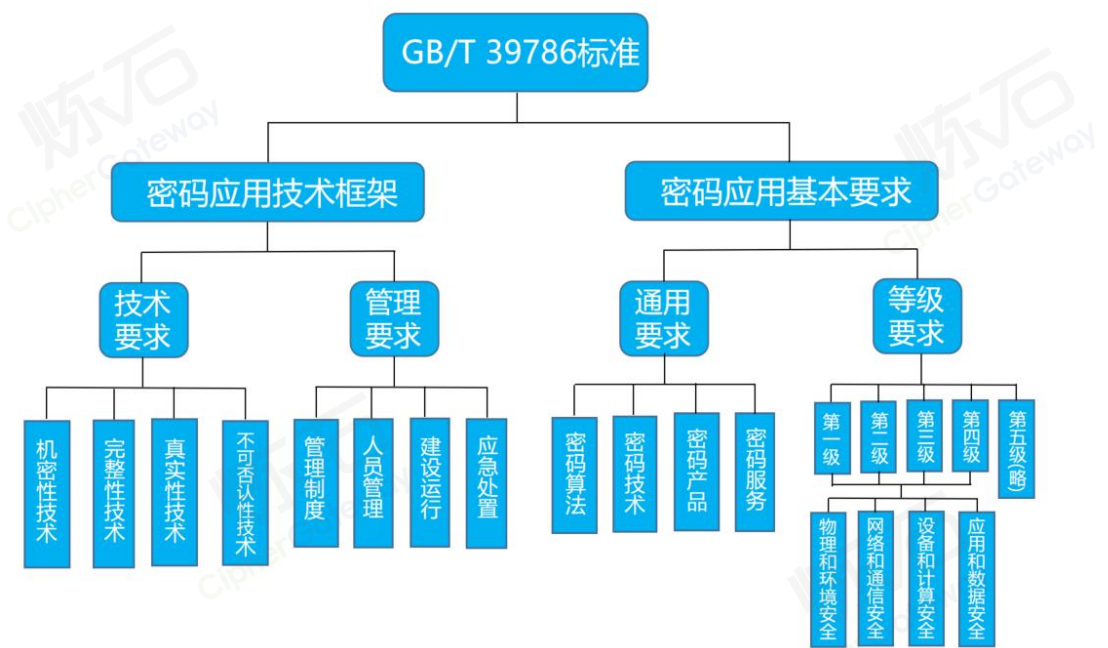 GB/T 39786标准
密码应用技术框架
密码应用基本要求
技术
要求
管理
要求
通用
要求
等级
要求
机密性技术
完整性技术
真实性技术
不可否认性技术
管理制度
人员管理
建设运行
应急处置
密码算法
密码技术
密码产品
密码服务
第一级
第二级
第三级
第四级
第五级(略)
物理和环境安全
网络和通信安全
设备和计算安全
应用和数据安全
炼石
CipherGateway
炼石
CipherGateway